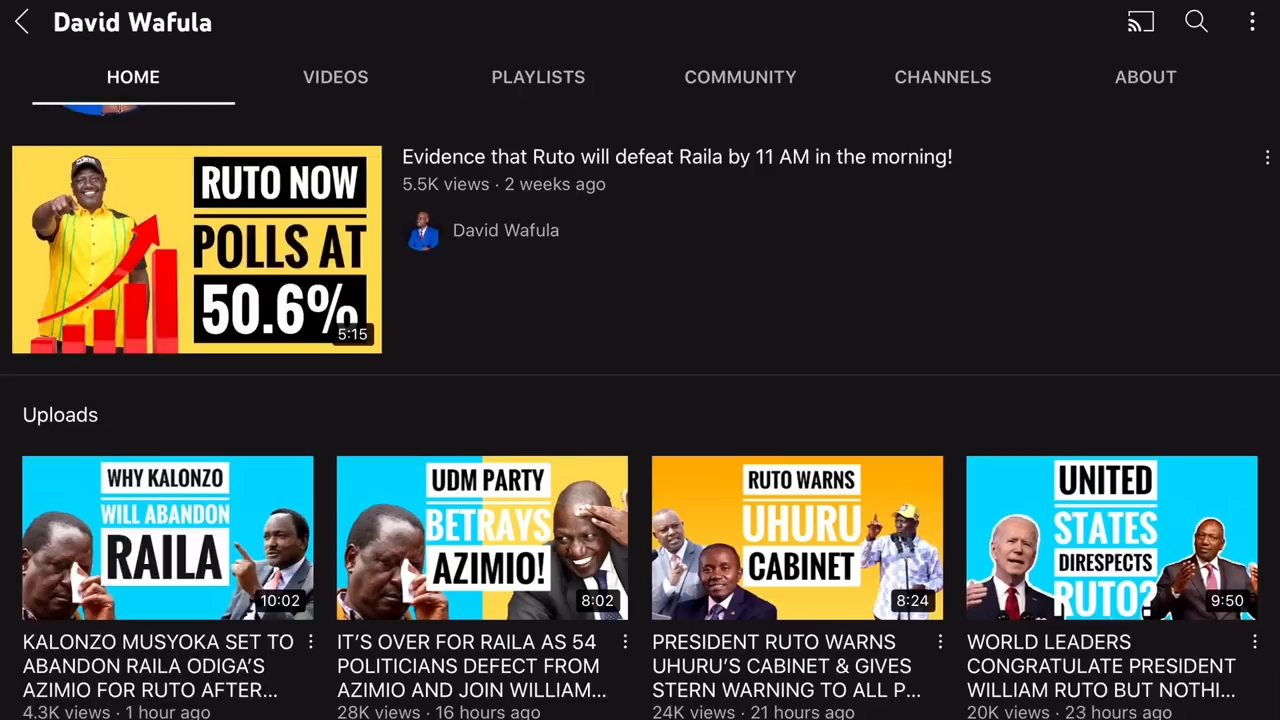 David Wafula
HOME
VIDEOS
PLAYLISTS
COMMUNITY
CHANNELS
ABOUT
RUTO NOW
POLLS AT
50.6%
5:15
Evidence that Ruto will defeat Raila by 11 AM in the morning!
5.5K views · 2 weeks ago
David Wafula
Uploads
WHY KALONZO
WILL ABANDON
RAILA
10:02
KALONZO MUSYOKA SET TO
ABANDON RAILA ODIGA'S
AZIMIO FOR RUTO AFTER...
4.3K views · 1 hour ago
UDM PARTY
BETRAYS
AZIMIO!
8:02
IT'S OVER FOR RAILA AS 54
POLITICIANS DEFECT FROM
AZIMIO AND JOIN WILLIAM...
28K views · 16 hours ago
RUTO WARNS
UHURU
CABINET
8:24
PRESIDENT RUTO WARNS
UHURU'S CABINET & GIVES
STERN WARNING TO ALL P...
24K views · 21 hours ago
UNITED
STATES
DIRESPECTS
RUTO?
9:50
WORLD LEADERS
CONGRATULATE PRESIDENT
WILLIAM RUTO BUT NOTHI...
20K views · 23 hours ago